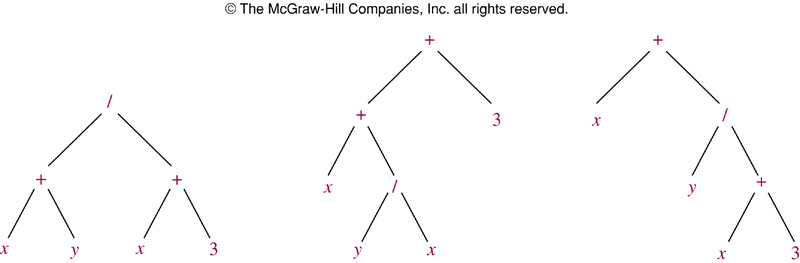 © The McGraw-Hill Companies, Inc. all rights reserved.
+ +
/ + 3 x /
+ + x / y +
x y x 3 y x x 3